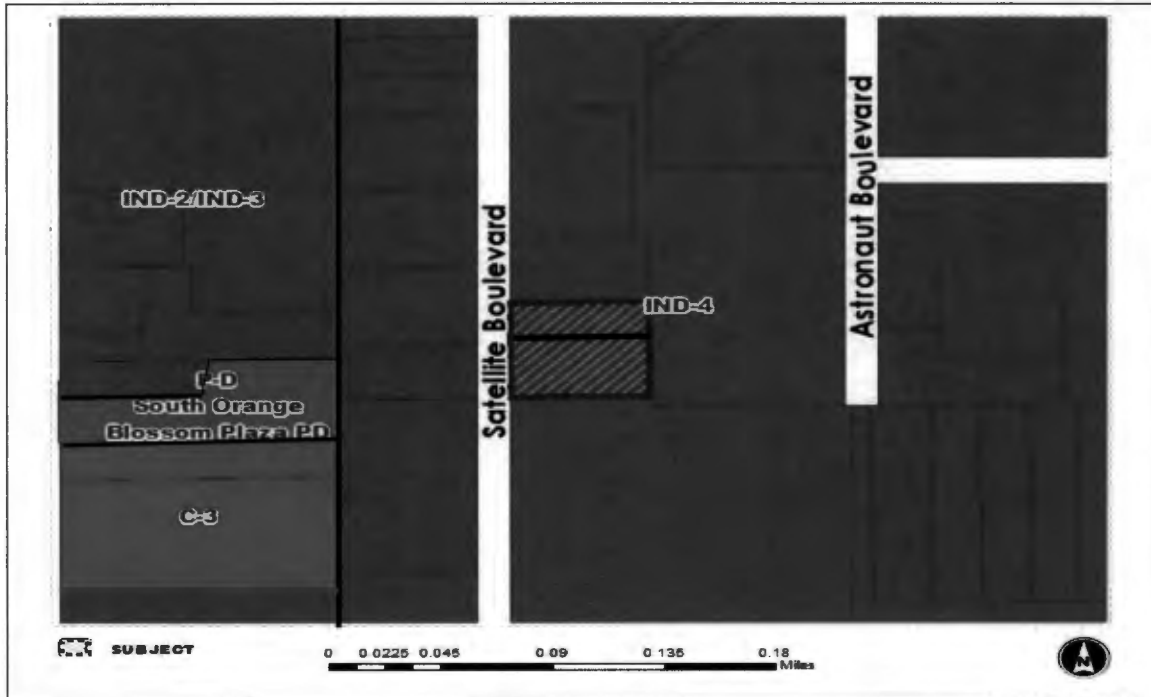 IND-2/IND-3
Satellite Boulevard
Astronaut Boulevard
IND-4
P-D
South Orange
Blossom Plaza PD
C-3
SUBJECT
0 0.0225 0.045 0.09 0.135 0.18
Miles
N